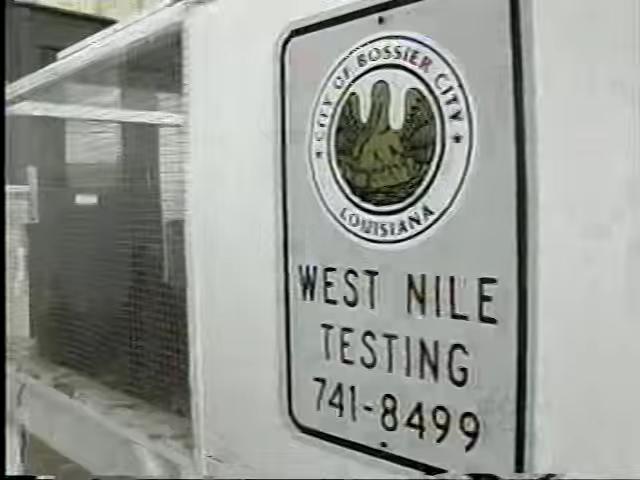 ★ CITY OF BOSSIER CITY ★
LOUISIANA
WEST NILE
TESTING
741-8499